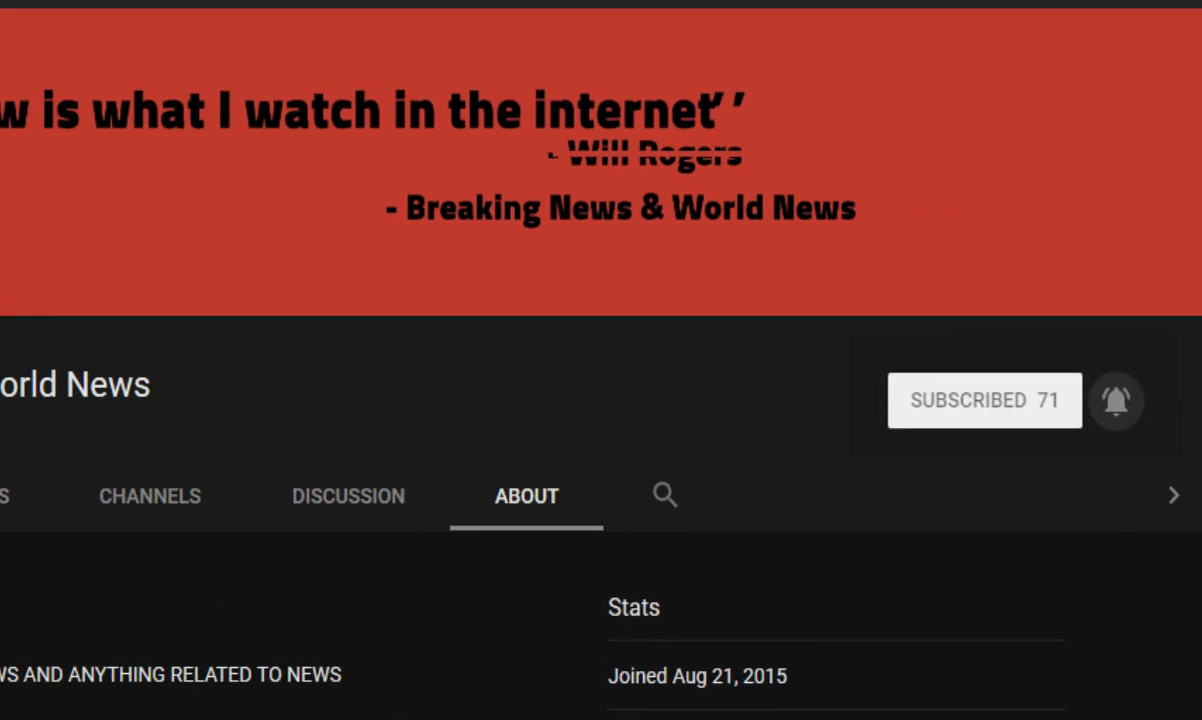 w is what I watch in the internet’’
- Will Rogers
- Breaking News & World News
orld News
SUBSCRIBED 71
S CHANNELS DISCUSSION ABOUT
Stats
WS AND ANYTHING RELATED TO NEWS
Joined Aug 21, 2015